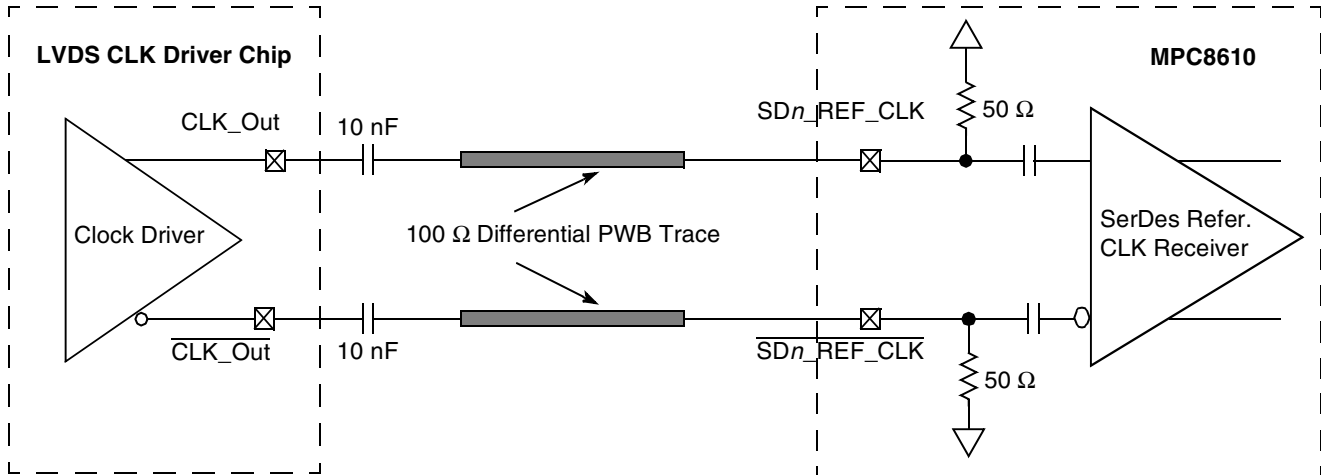 LVDS CLK Driver Chip
MPC8610
CLK_Out
10 nF
SDn_REF_CLK
50 Ω
Clock Driver
100 Ω Differential PWB Trace
SerDes Refer.
CLK Receiver
CLK_Out
10 nF
SDn_REF_CLK
50 Ω